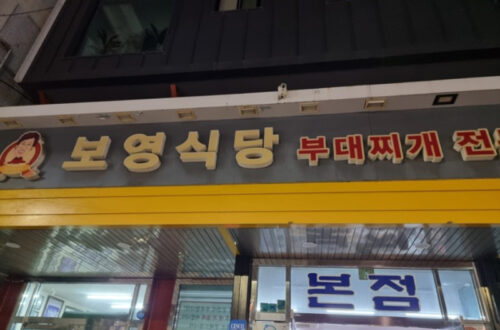 보영식당 부대찌개 전
본점